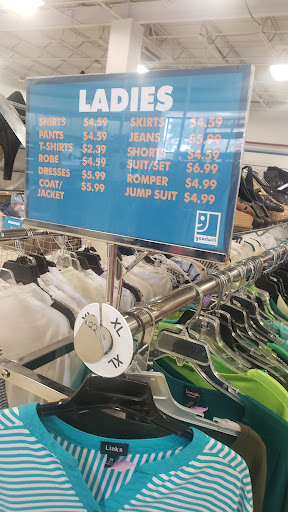 LADIES
SHIRTS $4.59
PANTS $4.59
T-SHIRTS $2.39
ROBE $4.59
DRESSES $5.99
COAT/ $5.99
JACKET
SKIRTS $4.59
JEANS $5.99
SHORTS $4.59
SUIT/SET $6.99
ROMPER $4.99
JUMP SUIT $4.99
goodwill
XL
XL
Links